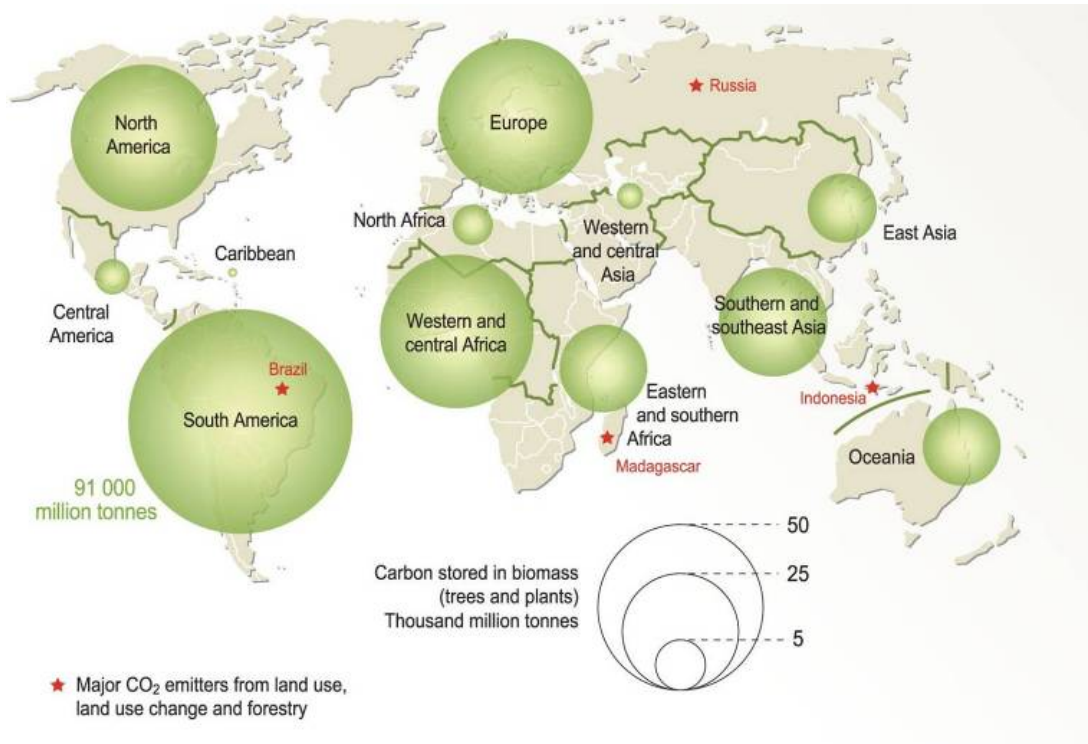 North
America
Europe
Russia
North Africa
Western
and central
Asia
East Asia
Caribbean
Central
America
Western and
central Africa
Southern and
southeast Asia
Brazil
South America
Eastern
and southern
Africa
Madagascar
Indonesia
Oceania
91 000
million tonnes
Carbon stored in biomass
(trees and plants)
Thousand million tonnes
50
25
5
Major CO₂ emitters from land use,
land use change and forestry